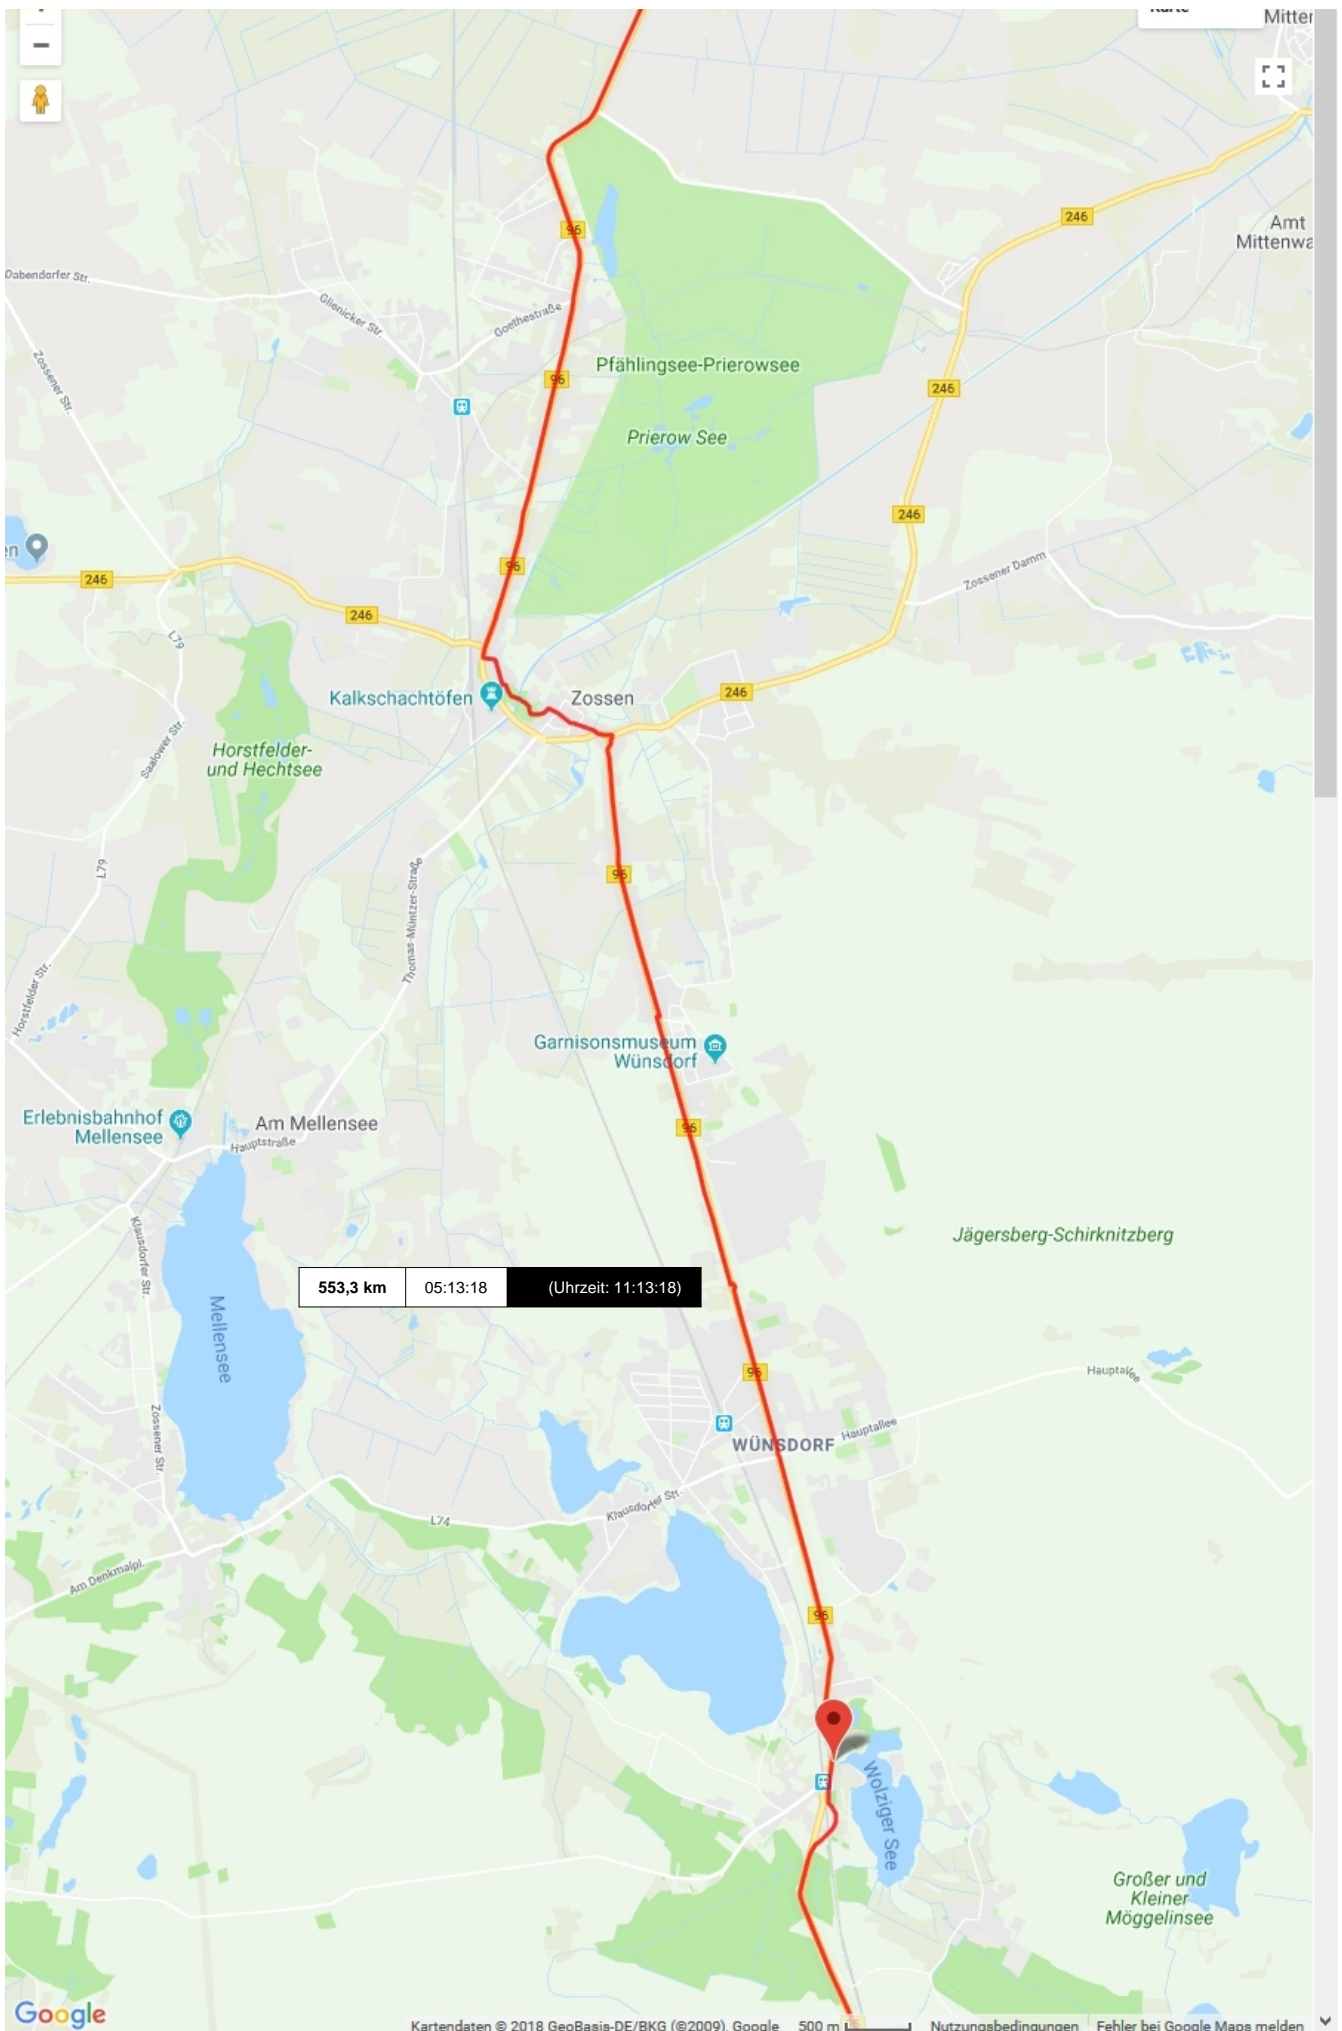 Karte
Mitter
246
Amt
Mittenwa
96
Dabendorfer Str.
Glienicker Str.
Goethestraße
Zossener Str.
Pfählingsee-Prierowsee
96
246
Prierow See
246
en
96
Zossener Damm
246
246
L79
Kalkschachtöfen
Zossen
246
Horstfelder-
und Hechtsee
Saalower Str.
L79
96
Thomas-Müntzer-Straße
Horstfelder Str.
Garnisonsmuseum
Wünsdorf
Erlebnisbahnhof
Mellensee
Am Mellensee
Hauptstraße
96
Klausdorfer Str.
Jägersberg-Schirknitzberg
553,3 km 05:13:18 (Uhrzeit: 11:13:18)
Mellensee
96
Hauptallee
Zossener Str.
WÜNSDORF
Hauptallee
Klausdorfer Str.
L74
Am Denkmalpl.
96
Wolziger See
Großer und
Kleiner
Möggelinsee
Google
Kartendaten © 2018 GeoBasis-DE/BKG (©2009), Google 500 m Nutzungsbedingungen Fehler bei Google Maps melden